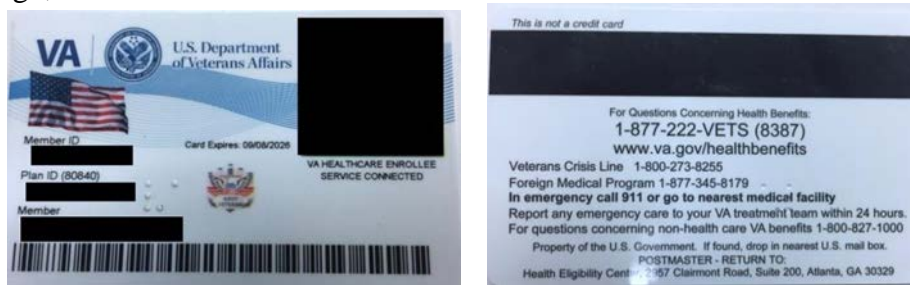 VA
U.S. Department
of Veterans Affairs
Member ID
Card Expires: 09/08/2026
Plan ID (80840)
VA HEALTHCARE ENROLLEE
SERVICE CONNECTED
Member
This is not a credit card
For Questions Concerning Health Benefits:
1-877-222-VETS (8387)
www.va.gov/healthbenefits
Veterans Crisis Line 1-800-273-8255
Foreign Medical Program 1-877-345-8179
In emergency call 911 or go to nearest medical facility
Report any emergency care to your VA treatment team within 24 hours.
For questions concerning non-health care VA benefits 1-800-827-1000
Property of the U.S. Government. If found, drop in nearest U.S. mail box.
POSTMASTER - RETURN TO:
Health Eligibility Center, 2957 Clairmont Road, Suite 200, Atlanta, GA 30329